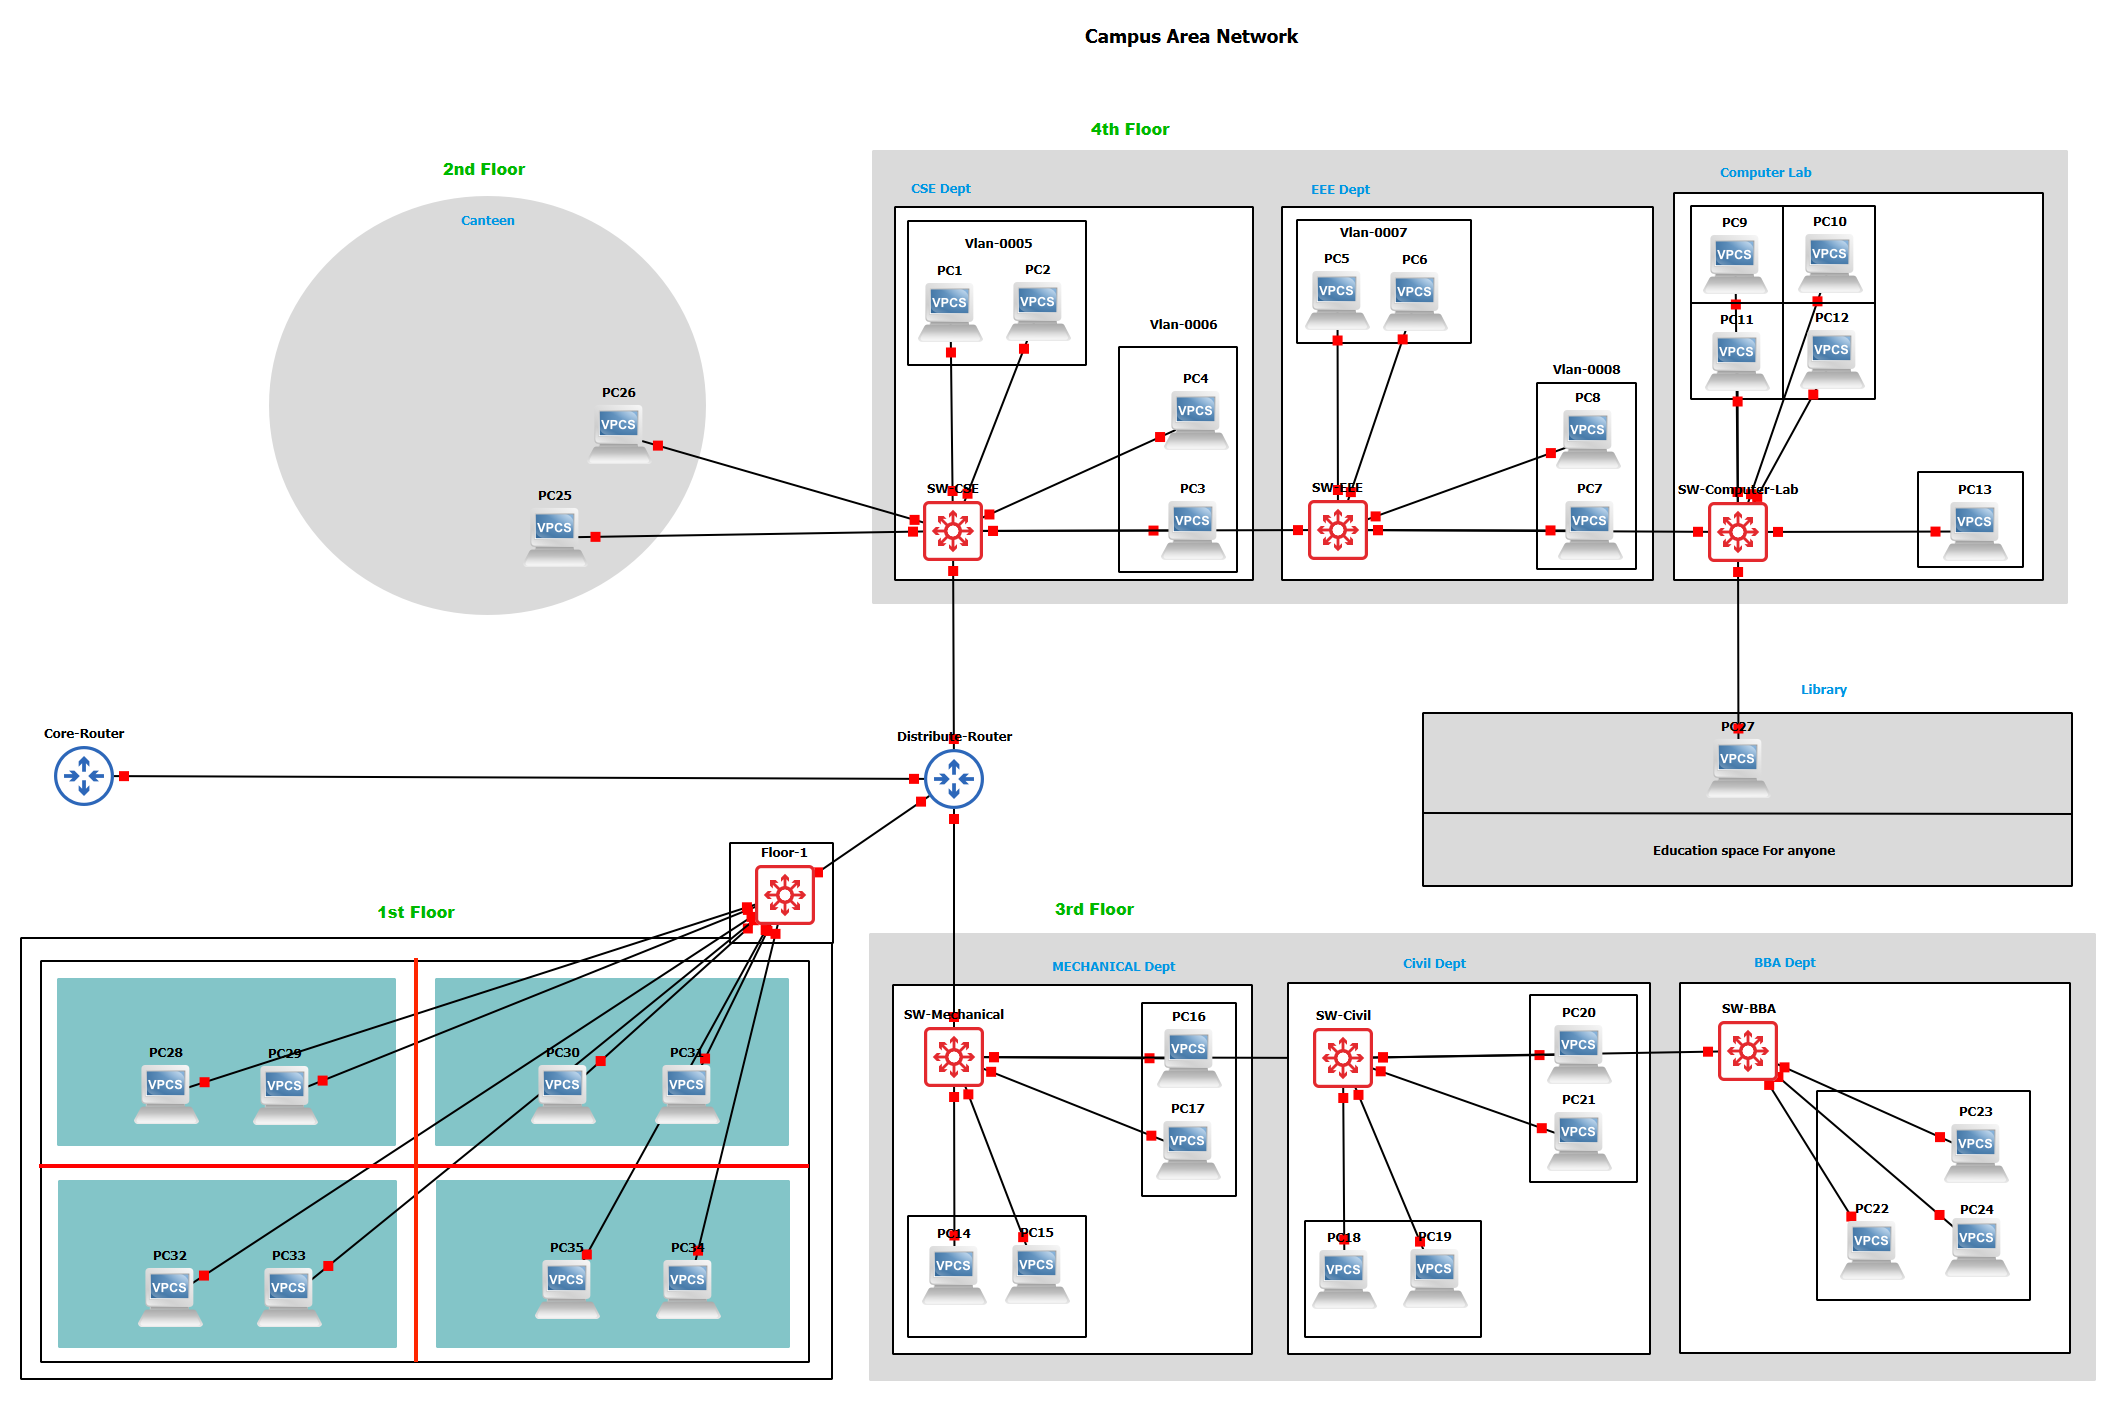 Campus Area Network
4th Floor
2nd Floor
Canteen
CSE Dept
EEE Dept
Computer Lab
Vlan-0005
PC1
VPCS
PC2
VPCS
Vlan-0006
PC4
VPCS
PC3
VPCS
SW-CSE
Vlan-0007
PC5
VPCS
PC6
VPCS
Vlan-0008
PC8
VPCS
PC7
VPCS
SW-EEE
PC9
VPCS
PC10
VPCS
PC11
VPCS
PC12
VPCS
SW-Computer-Lab
PC13
VPCS
PC26
VPCS
PC25
VPCS
Library
PC27
VPCS
Education space For anyone
Core-Router
Distribute-Router
Floor-1
1st Floor
PC28
VPCS
PC29
VPCS
PC30
VPCS
PC31
VPCS
PC32
VPCS
PC33
VPCS
PC35
VPCS
PC34
VPCS
3rd Floor
MECHANICAL Dept
Civil Dept
BBA Dept
SW-Mechanical
PC16
VPCS
PC17
VPCS
PC14
VPCS
PC15
VPCS
SW-Civil
PC20
VPCS
PC21
VPCS
PC18
VPCS
PC19
VPCS
SW-BBA
PC23
VPCS
PC22
VPCS
PC24
VPCS